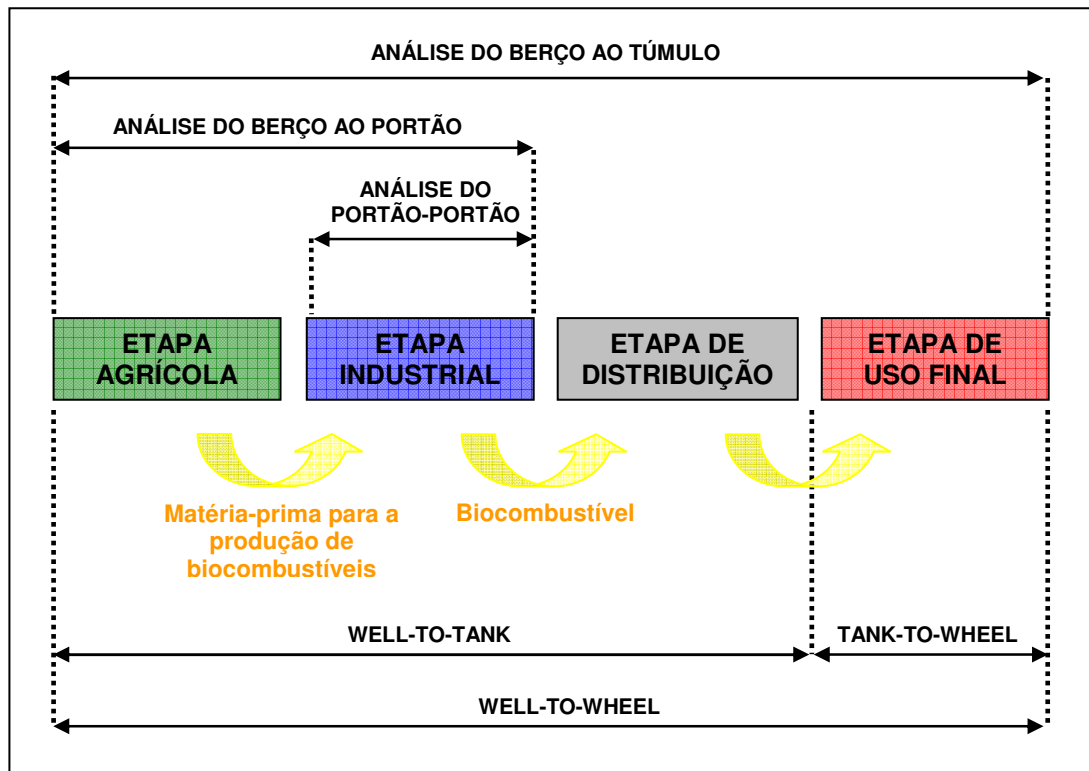 ANÁLISE DO BERÇO AO TÚMULO
ANÁLISE DO BERÇO AO PORTÃO
ANÁLISE DO
PORTÃO-PORTÃO
ETAPA
AGRÍCOLA
ETAPA
INDUSTRIAL
ETAPA DE
DISTRIBUIÇÃO
ETAPA DE
USO FINAL
Matéria-prima para a
produção de
biocombustíveis
Biocombustível
WELL-TO-TANK
TANK-TO-WHEEL
WELL-TO-WHEEL